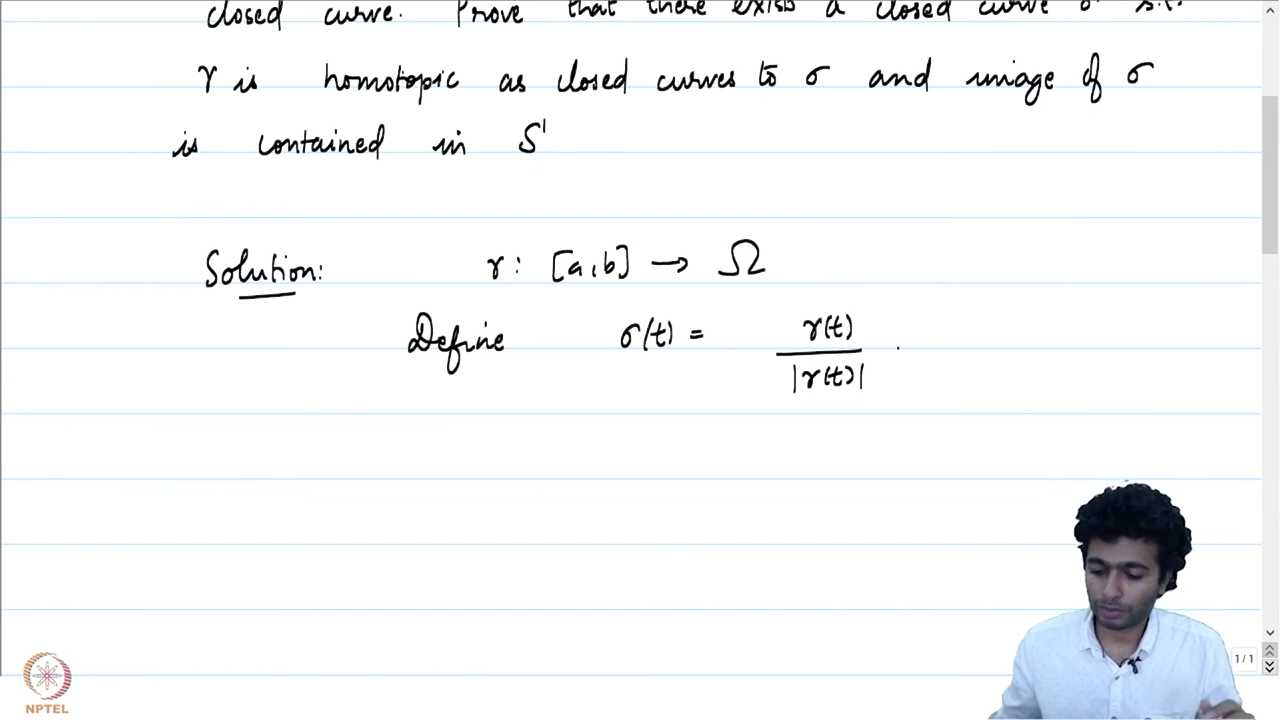 closed curve. Prove that there exists a closed curve σ s.t.
γ is homotopic as closed curves to σ and image of σ
is contained in S¹
Solution: γ : [a,b] → Ω
Define σ(t) = γ(t) / |γ(t)| .
1/1
NPTEL